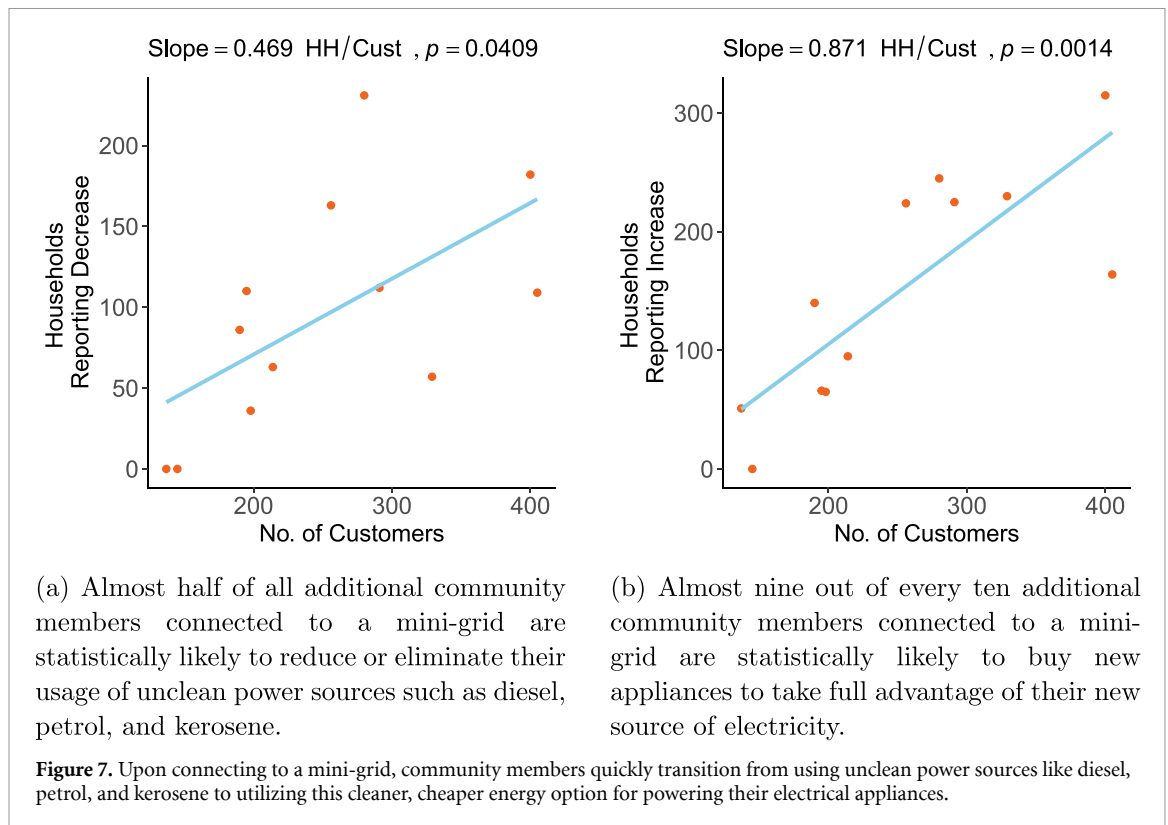 Slope = 0.469 HH/Cust , p = 0.0409
Households
Reporting Decrease
200
150
100
50
0
200
300
400
No. of Customers
Slope = 0.871 HH/Cust , p = 0.0014
Households
Reporting Increase
300
200
100
0
200
300
400
No. of Customers
(a) Almost half of all additional community
members connected to a mini-grid are
statistically likely to reduce or eliminate their
usage of unclean power sources such as diesel,
petrol, and kerosene.
(b) Almost nine out of every ten additional
community members connected to a mini-
grid are statistically likely to buy new
appliances to take full advantage of their new
source of electricity.
Figure 7. Upon connecting to a mini-grid, community members quickly transition from using unclean power sources like diesel,
petrol, and kerosene to utilizing this cleaner, cheaper energy option for powering their electrical appliances.